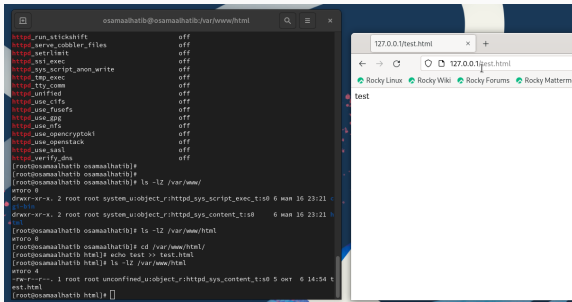 osamaalhatib@osamaalhatib:/var/www/html
httpd_run_stickshift off
httpd_serve_cobbler_files off
httpd_setrlimit off
httpd_ssi_exec off
httpd_sys_script_anon_write off
httpd_tmp_exec off
httpd_tty_comm off
httpd_unified off
httpd_use_cifs off
httpd_use_fusefs off
httpd_use_gpg off
httpd_use_nfs off
httpd_use_opencryptoki off
httpd_use_openstack off
httpd_use_sasl off
httpd_verify_dns off
[root@osamaalhatib osamaalhatib]#
[root@osamaalhatib osamaalhatib]#
[root@osamaalhatib osamaalhatib]# ls -lZ /var/www/
итого 0
drwxr-xr-x. 2 root root system_u:object_r:httpd_sys_script_exec_t:s0 6 мая 16 23:21 c
gi-bin
drwxr-xr-x. 2 root root system_u:object_r:httpd_sys_content_t:s0 6 мая 16 23:21 h
tml
[root@osamaalhatib osamaalhatib]# ls -lZ /var/www/html
итого 0
[root@osamaalhatib osamaalhatib]# cd /var/www/html/
[root@osamaalhatib html]# echo test >> test.html
[root@osamaalhatib html]# ls -lZ /var/www/html
итого 4
-rw-r--r--. 1 root root unconfined_u:object_r:httpd_sys_content_t:s0 5 окт 6 14:54 t
est.html
[root@osamaalhatib html]#
127.0.0.1/test.html
127.0.0.1/test.html
Rocky Linux Rocky Wiki Rocky Forums Rocky Matterm
test